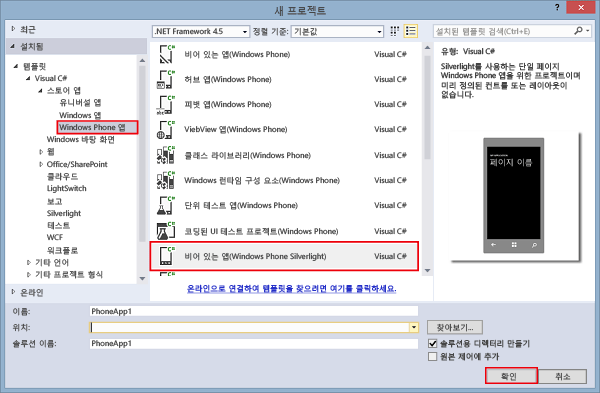 새 프로젝트
최근
.NET Framework 4.5
정렬 기준:
기본값
설치된 템플릿 검색(Ctrl+E)
설치됨
템플릿
Visual C#
스토어 앱
유니버설 앱
Windows 앱
Windows Phone 앱
Windows 바탕 화면
웹
Office/SharePoint
클라우드
LightSwitch
보고
Silverlight
테스트
WCF
워크플로
기타 언어
기타 프로젝트 형식
온라인
비어 있는 앱(Windows Phone) Visual C#
허브 앱(Windows Phone) Visual C#
피벗 앱(Windows Phone) Visual C#
ViebView 앱(Windows Phone) Visual C#
클래스 라이브러리(Windows Phone) Visual C#
Windows 런타임 구성 요소(Windows Phone) Visual C#
단위 테스트 앱(Windows Phone) Visual C#
코딩된 UI 테스트 프로젝트(Windows Phone) Visual C#
비어 있는 앱(Windows Phone Silverlight) Visual C#
온라인으로 연결하여 템플릿을 찾으려면 여기를 클릭하세요.
유형: Visual C#
Silverlight를 사용하는 단일 페이지
Windows Phone 앱을 위한 프로젝트이며
미리 정의된 컨트롤 또는 레이아웃이
없습니다.
페이지 이름
이름: PhoneApp1
위치:
찾아보기...
솔루션 이름: PhoneApp1
솔루션용 디렉터리 만들기
원본 제어에 추가
확인
취소